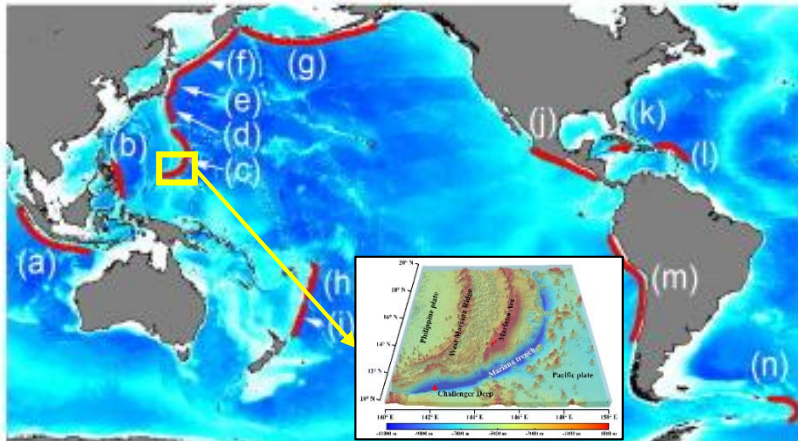 (f)
(g)
(e)
(d)
(b)
(c)
(a)
(h
(i)
(j)
(k)
(l)
(m)
(n)
20° N
18° N
16° N
14° N
12° N
10° N
Philippine plate
West Mariana Ridge
Mariana Arc
Mariana trench
Pacific plate
Challenger Deep
140° E
142° E
144° E
146° E
148° E
150° E